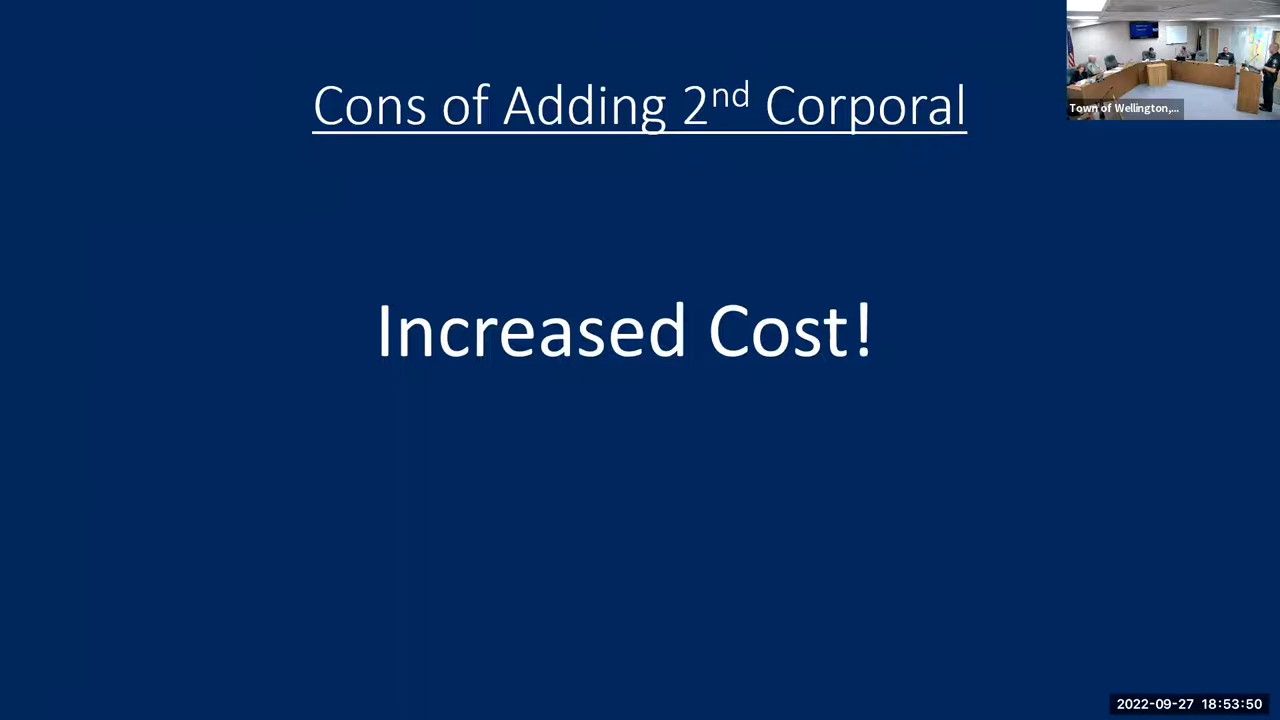 Cons of Adding 2nd Corporal
Increased Cost!
Town of Wellington,...
2022-09-27 18:53:50